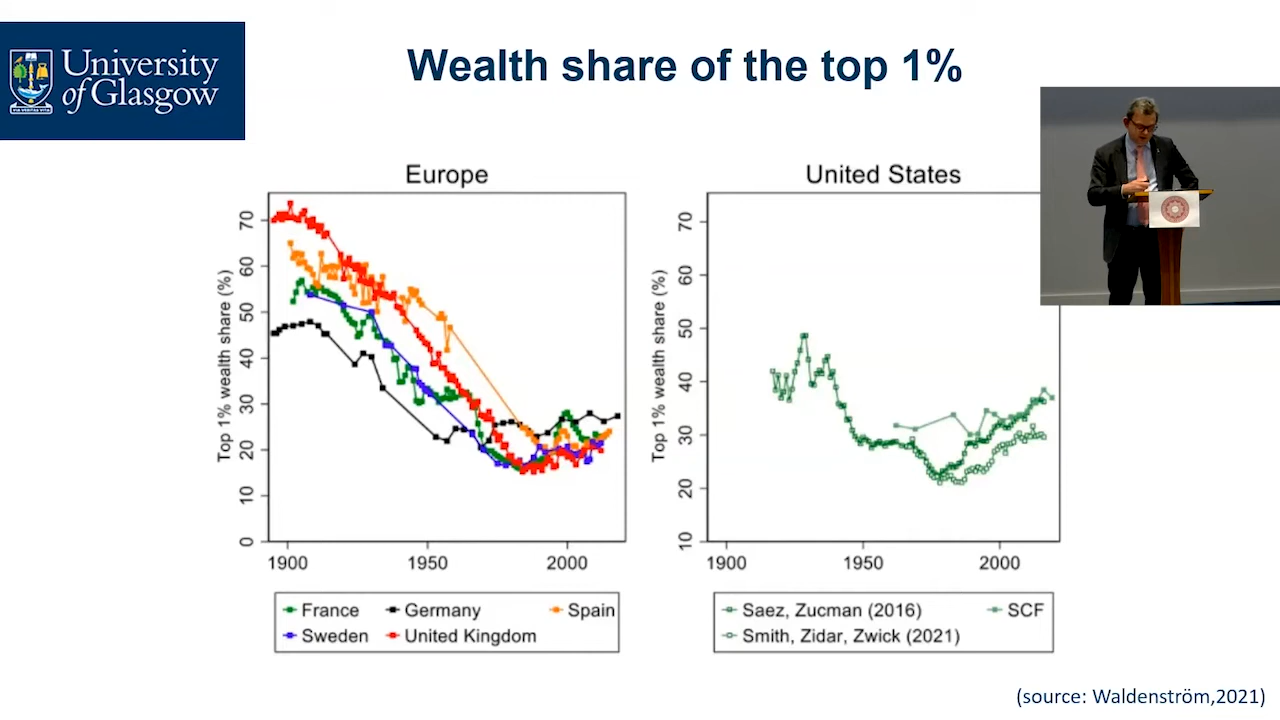 University
of Glasgow
Wealth share of the top 1%
Europe
Top 1% wealth share (%)
70
60
50
40
30
20
10
0
1900 1950 2000
France Germany Spain
Sweden United Kingdom
United States
Top 1% wealth share (%)
70
60
50
40
30
20
10
1900 1950 2000
Saez, Zucman (2016) SCF
Smith, Zidar, Zwick (2021)
(source: Waldenström,2021)